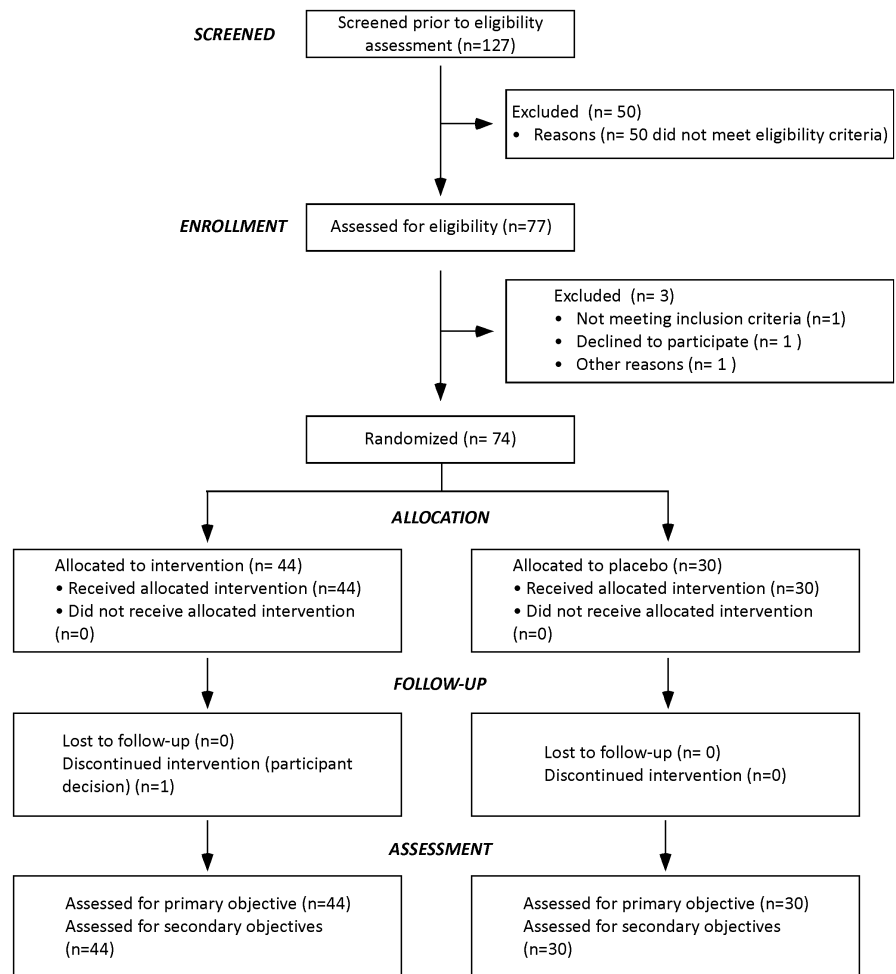 SCREENED
Screened prior to eligibility
assessment (n=127)
Excluded  (n= 50)
• Reasons (n= 50 did not meet eligibility criteria)
ENROLLMENT
Assessed for eligibility (n=77)
Excluded  (n= 3)
• Not meeting inclusion criteria (n=1)
• Declined to participate (n= 1 )
• Other reasons (n= 1 )
Randomized (n= 74)
ALLOCATION
Allocated to intervention (n= 44)
• Received allocated intervention (n=44)
• Did not receive allocated intervention
(n=0)
Allocated to placebo (n=30)
• Received allocated intervention (n=30)
• Did not receive allocated intervention
(n=0)
FOLLOW-UP
Lost to follow-up (n=0)
Discontinued intervention (participant
decision) (n=1)
Lost to follow-up (n= 0)
Discontinued intervention (n=0)
ASSESSMENT
Assessed for primary objective (n=44)
Assessed for secondary objectives
(n=44)
Assessed for primary objective (n=30)
Assessed for secondary objectives
(n=30)